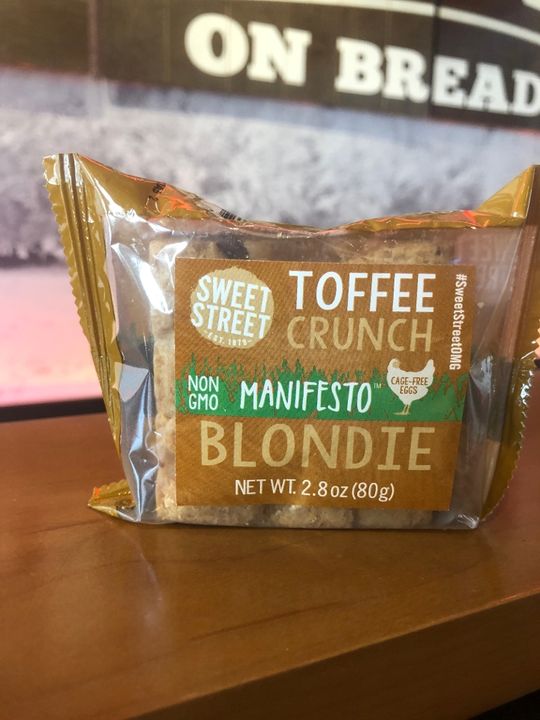 ON BREAD
SWEET
STREET
EST. 1979
TOFFEE
CRUNCH
#SweetStreetOMG
NON
GMO
MANIFESTO™
CAGE-FREE
EGGS
BLONDIE
NET WT. 2.8 oz (80g)